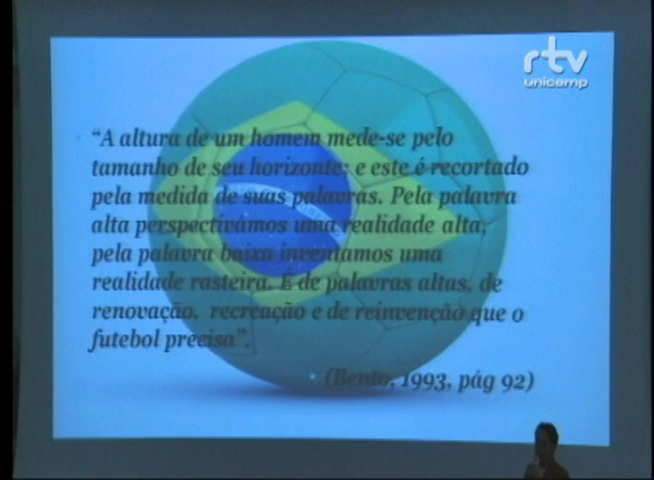 rtv
unicamp
“A altura de um homem mede-se pelo
tamanho de seu horizonte; e este é recortado
pela medida de suas palavras. Pela palavra
alta perspectivamos uma realidade alta,
pela palavra baixa inventamos uma
realidade rasteira. É de palavras altas, de
renovação, recreação e de reinvenção que o
futebol precisa”.
(Bento, 1993, pág 92)